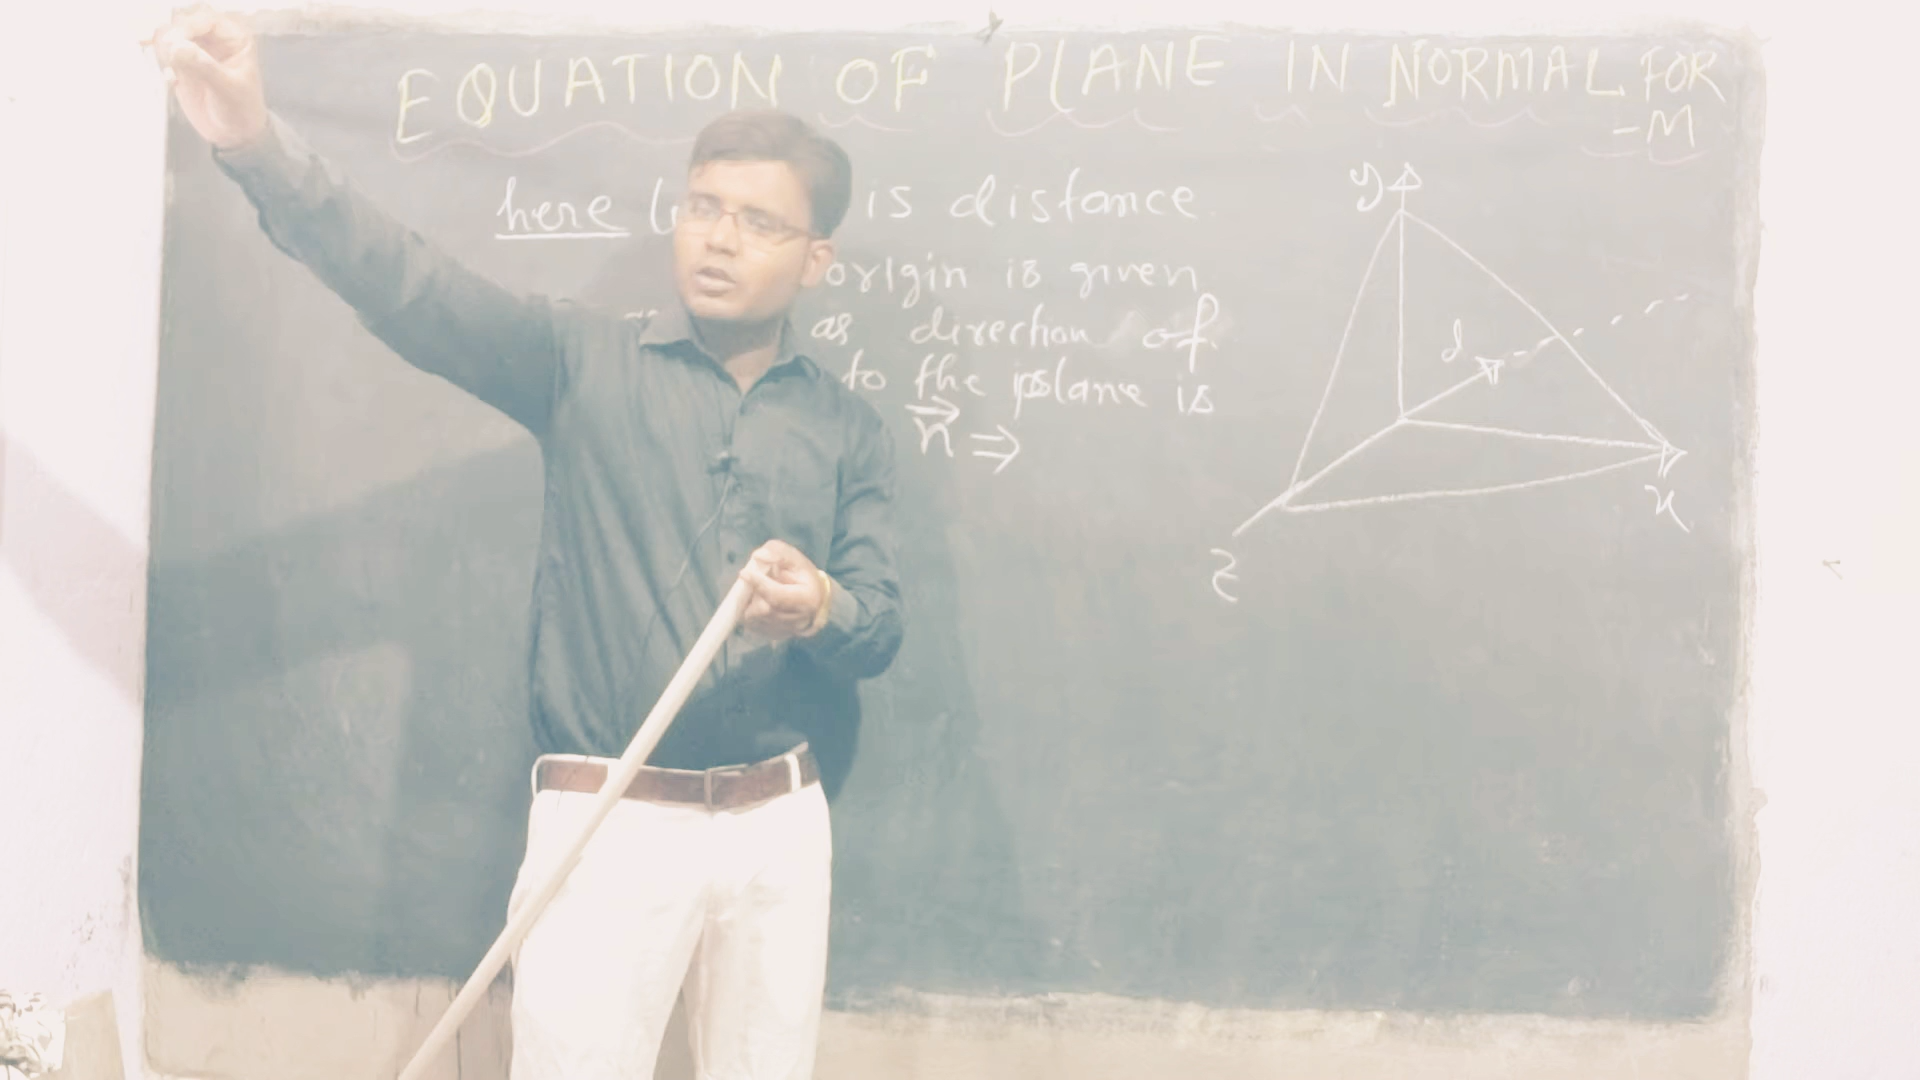 EQUATION OF PLANE IN NORMAL FOR
-M
here is distance
origin is given
as direction of
to the plane is
n⃗ ⇒
y
d
x
z